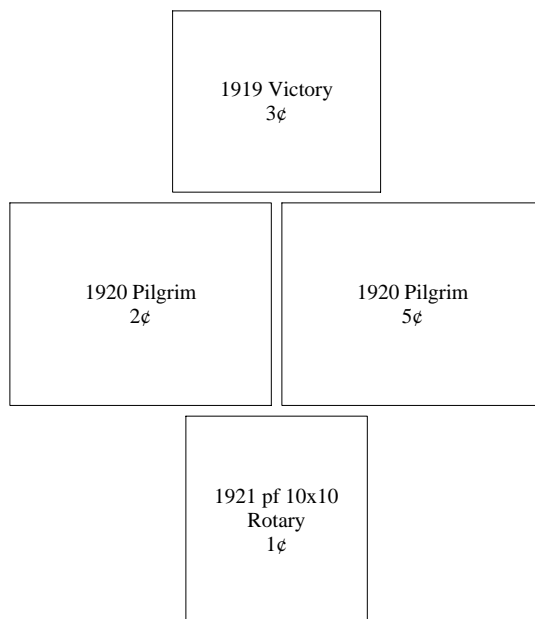 1919 Victory
3¢
1920 Pilgrim
2¢
1920 Pilgrim
5¢
1921 pf 10x10
Rotary
1¢